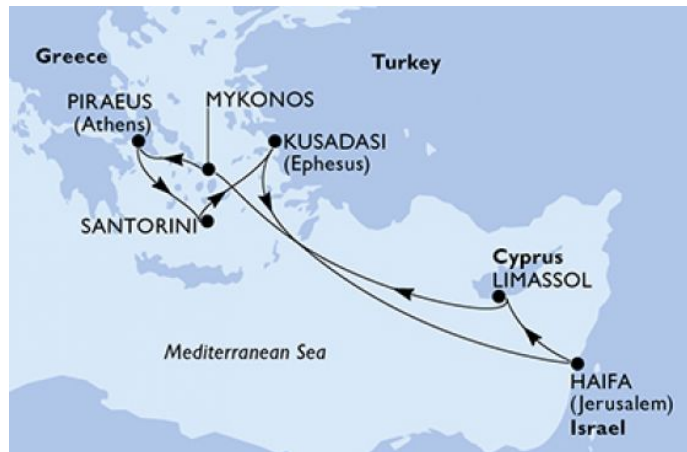 Greece
Turkey
PIRAEUS
(Athens)
MYKONOS
KUSADASI
(Ephesus)
SANTORINI
Cyprus
LIMASSOL
Mediterranean Sea
HAIFA
(Jerusalem)
Israel